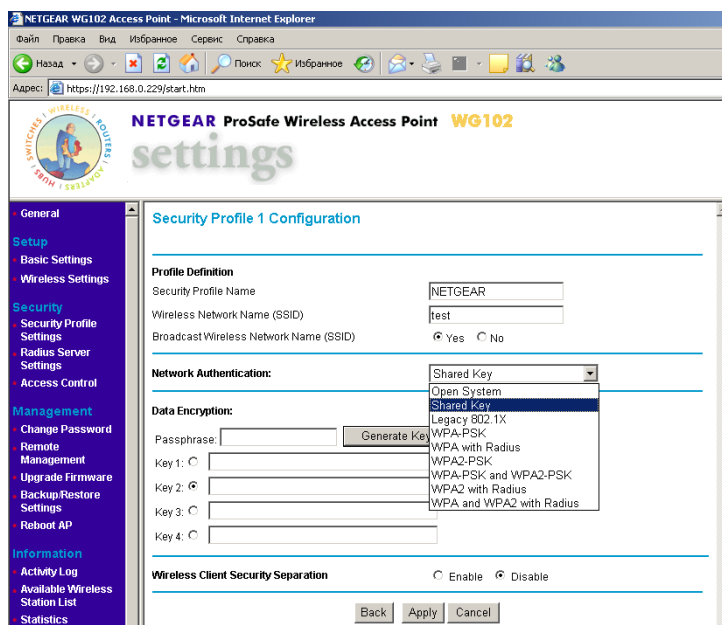 NETGEAR WG102 Access Point - Microsoft Internet Explorer
Файл Правка Вид Избранное Сервис Справка
Назад Поиск Избранное
Адрес: https://192.168.0.229/start.htm
SWITCHES | WIRELESS | ROUTERS | ADAPTERS | HUBS |
NETGEAR ProSafe Wireless Access Point WG102
settings
General
Setup
Basic Settings
Wireless Settings
Security
Security Profile
Settings
Radius Server
Settings
Access Control
Management
Change Password
Remote
Management
Upgrade Firmware
Backup/Restore
Settings
Reboot AP
Information
Activity Log
Available Wireless
Station List
Statistics
Security Profile 1 Configuration
Profile Definition
Security Profile Name NETGEAR
Wireless Network Name (SSID) test
Broadcast Wireless Network Name (SSID) Yes No
Network Authentication: Shared Key
Open System
Shared Key
Legacy 802.1X
WPA-PSK
WPA with Radius
WPA2-PSK
WPA-PSK and WPA2-PSK
WPA2 with Radius
WPA and WPA2 with Radius
Data Encryption:
Passphrase: Generate Key
Key 1:
Key 2:
Key 3:
Key 4:
Wireless Client Security Separation Enable Disable
Back Apply Cancel